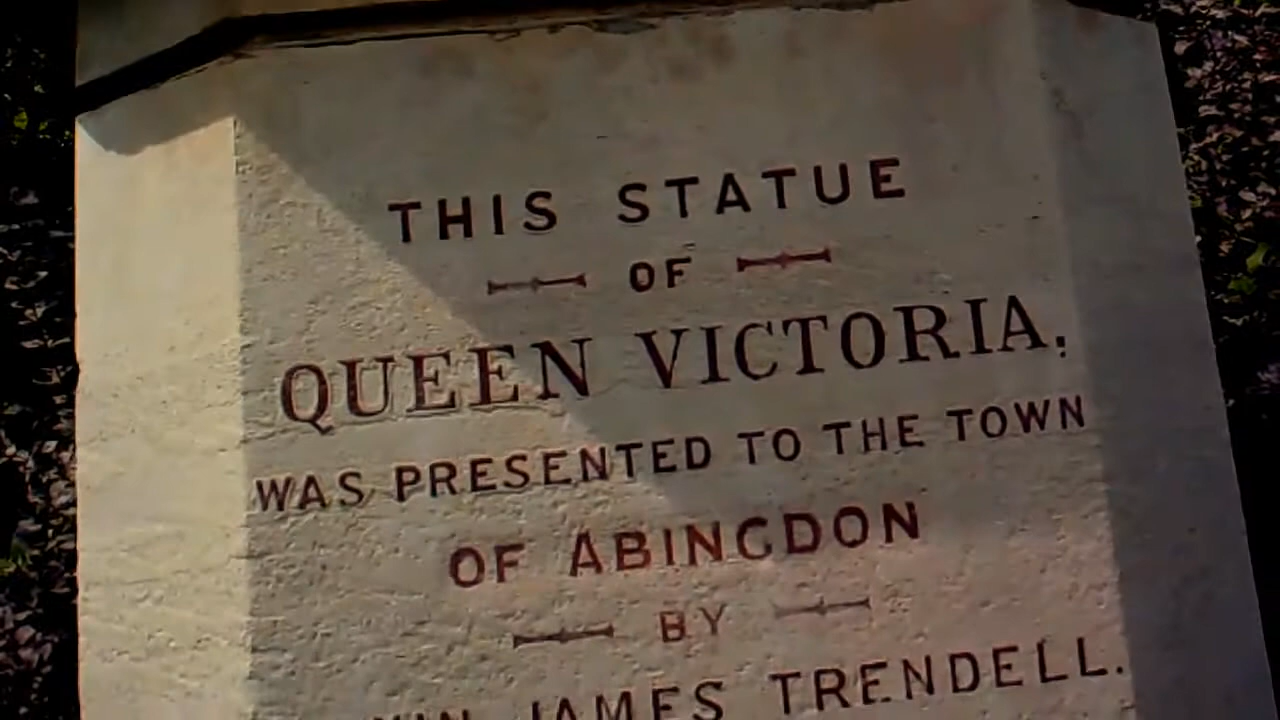 THIS STATUE
OF
QUEEN VICTORIA,
WAS PRESENTED TO THE TOWN
OF ABINGDON
BY
JAMES TRENDELL.